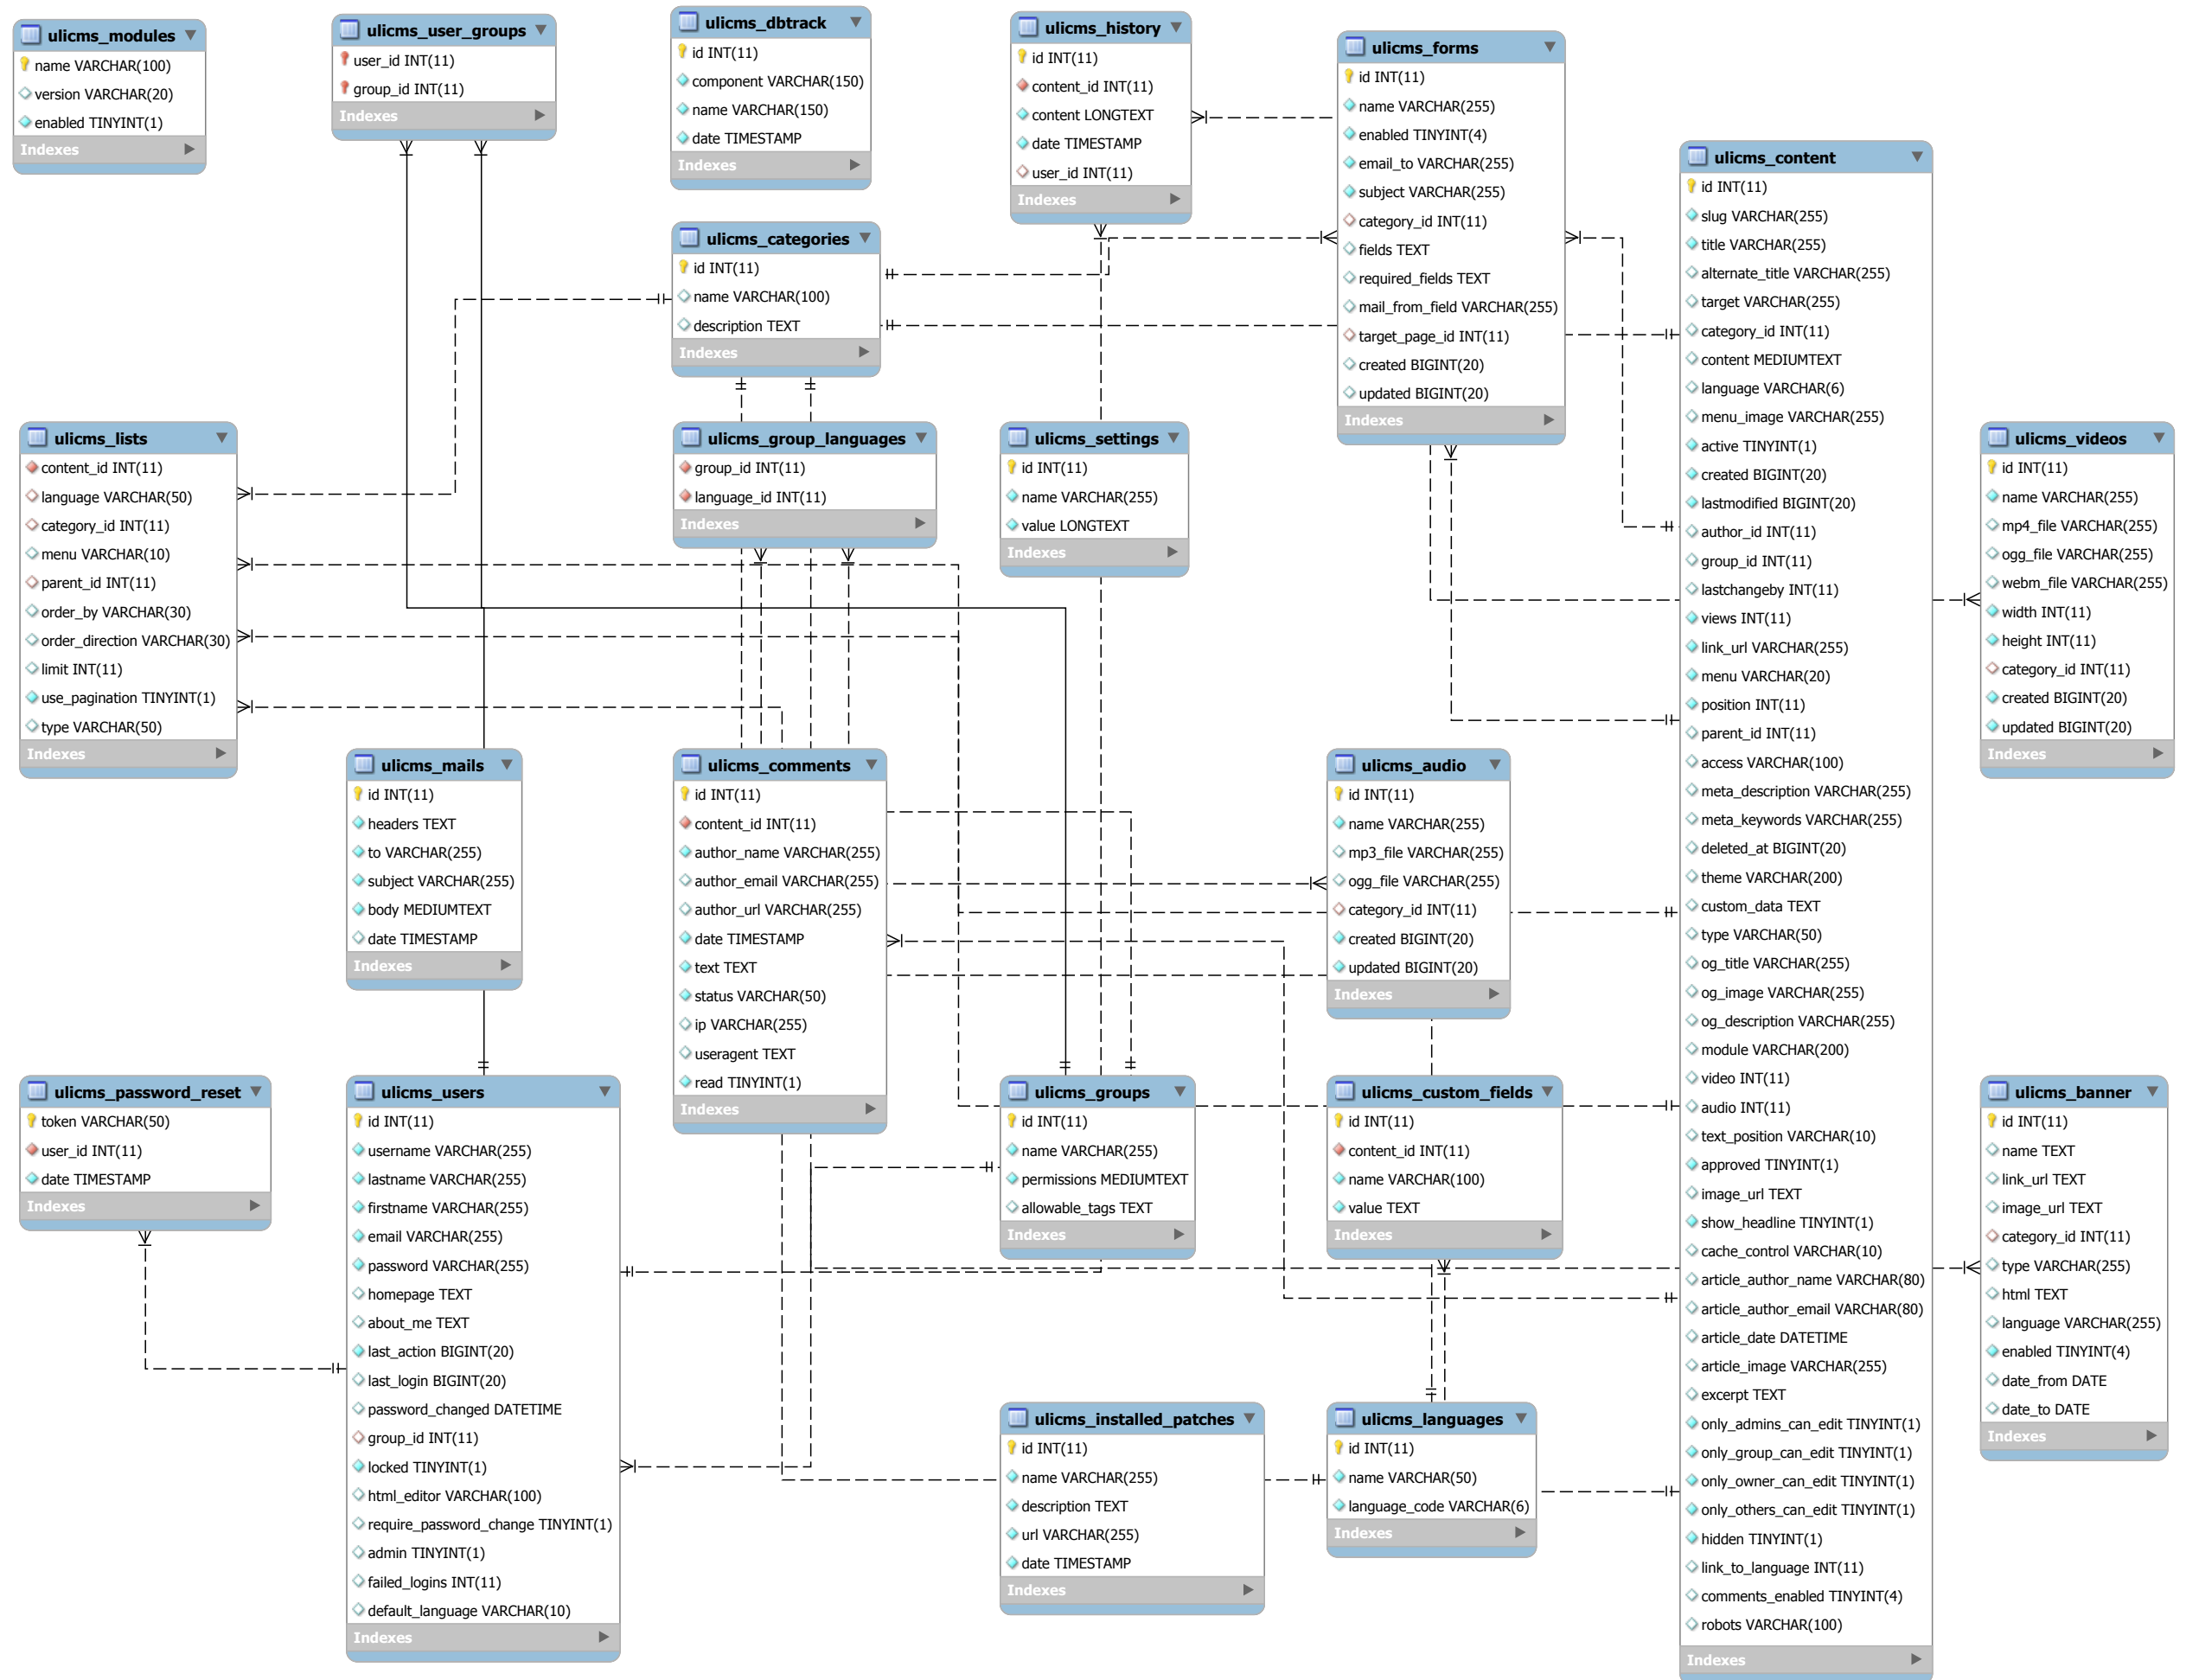 ulicms_modules
name VARCHAR(100)
version VARCHAR(20)
enabled TINYINT(1)
Indexes
ulicms_user_groups
user_id INT(11)
group_id INT(11)
Indexes
ulicms_dbtrack
id INT(11)
component VARCHAR(150)
name VARCHAR(150)
date TIMESTAMP
Indexes
ulicms_history
id INT(11)
content_id INT(11)
content LONGTEXT
date TIMESTAMP
user_id INT(11)
Indexes
ulicms_forms
id INT(11)
name VARCHAR(255)
enabled TINYINT(4)
email_to VARCHAR(255)
subject VARCHAR(255)
category_id INT(11)
fields TEXT
required_fields TEXT
mail_from_field VARCHAR(255)
target_page_id INT(11)
created BIGINT(20)
updated BIGINT(20)
Indexes
ulicms_content
id INT(11)
slug VARCHAR(255)
title VARCHAR(255)
alternate_title VARCHAR(255)
target VARCHAR(255)
category_id INT(11)
content MEDIUMTEXT
language VARCHAR(6)
menu_image VARCHAR(255)
active TINYINT(1)
created BIGINT(20)
lastmodified BIGINT(20)
author_id INT(11)
group_id INT(11)
lastchangeby INT(11)
views INT(11)
link_url VARCHAR(255)
menu VARCHAR(20)
position INT(11)
parent_id INT(11)
access VARCHAR(100)
meta_description VARCHAR(255)
meta_keywords VARCHAR(255)
deleted_at BIGINT(20)
theme VARCHAR(200)
custom_data TEXT
type VARCHAR(50)
og_title VARCHAR(255)
og_image VARCHAR(255)
og_description VARCHAR(255)
module VARCHAR(200)
video INT(11)
audio INT(11)
text_position VARCHAR(10)
approved TINYINT(1)
image_url TEXT
show_headline TINYINT(1)
cache_control VARCHAR(10)
article_author_name VARCHAR(80)
article_author_email VARCHAR(80)
article_date DATETIME
article_image VARCHAR(255)
excerpt TEXT
only_admins_can_edit TINYINT(1)
only_group_can_edit TINYINT(1)
only_owner_can_edit TINYINT(1)
only_others_can_edit TINYINT(1)
hidden TINYINT(1)
link_to_language INT(11)
comments_enabled TINYINT(4)
robots VARCHAR(100)
Indexes
ulicms_categories
id INT(11)
name VARCHAR(100)
description TEXT
Indexes
ulicms_lists
content_id INT(11)
language VARCHAR(50)
category_id INT(11)
menu VARCHAR(10)
parent_id INT(11)
order_by VARCHAR(30)
order_direction VARCHAR(30)
limit INT(11)
use_pagination TINYINT(1)
type VARCHAR(50)
Indexes
ulicms_group_languages
group_id INT(11)
language_id INT(11)
Indexes
ulicms_settings
id INT(11)
name VARCHAR(255)
value LONGTEXT
Indexes
ulicms_videos
id INT(11)
name VARCHAR(255)
mp4_file VARCHAR(255)
ogg_file VARCHAR(255)
webm_file VARCHAR(255)
width INT(11)
height INT(11)
category_id INT(11)
created BIGINT(20)
updated BIGINT(20)
Indexes
ulicms_mails
id INT(11)
headers TEXT
to VARCHAR(255)
subject VARCHAR(255)
body MEDIUMTEXT
date TIMESTAMP
Indexes
ulicms_comments
id INT(11)
content_id INT(11)
author_name VARCHAR(255)
author_email VARCHAR(255)
author_url VARCHAR(255)
date TIMESTAMP
text TEXT
status VARCHAR(50)
ip VARCHAR(255)
useragent TEXT
read TINYINT(1)
Indexes
ulicms_audio
id INT(11)
name VARCHAR(255)
mp3_file VARCHAR(255)
ogg_file VARCHAR(255)
category_id INT(11)
created BIGINT(20)
updated BIGINT(20)
Indexes
ulicms_password_reset
token VARCHAR(50)
user_id INT(11)
date TIMESTAMP
Indexes
ulicms_users
id INT(11)
username VARCHAR(255)
lastname VARCHAR(255)
firstname VARCHAR(255)
email VARCHAR(255)
password VARCHAR(255)
homepage TEXT
about_me TEXT
last_action BIGINT(20)
last_login BIGINT(20)
password_changed DATETIME
group_id INT(11)
locked TINYINT(1)
html_editor VARCHAR(100)
require_password_change TINYINT(1)
admin TINYINT(1)
failed_logins INT(11)
default_language VARCHAR(10)
Indexes
ulicms_groups
id INT(11)
name VARCHAR(255)
permissions MEDIUMTEXT
allowable_tags TEXT
Indexes
ulicms_custom_fields
id INT(11)
content_id INT(11)
name VARCHAR(100)
value TEXT
Indexes
ulicms_banner
id INT(11)
name TEXT
link_url TEXT
image_url TEXT
category_id INT(11)
type VARCHAR(255)
html TEXT
language VARCHAR(255)
enabled TINYINT(4)
date_from DATE
date_to DATE
Indexes
ulicms_installed_patches
id INT(11)
name VARCHAR(255)
description TEXT
url VARCHAR(255)
date TIMESTAMP
Indexes
ulicms_languages
id INT(11)
name VARCHAR(50)
language_code VARCHAR(6)
Indexes